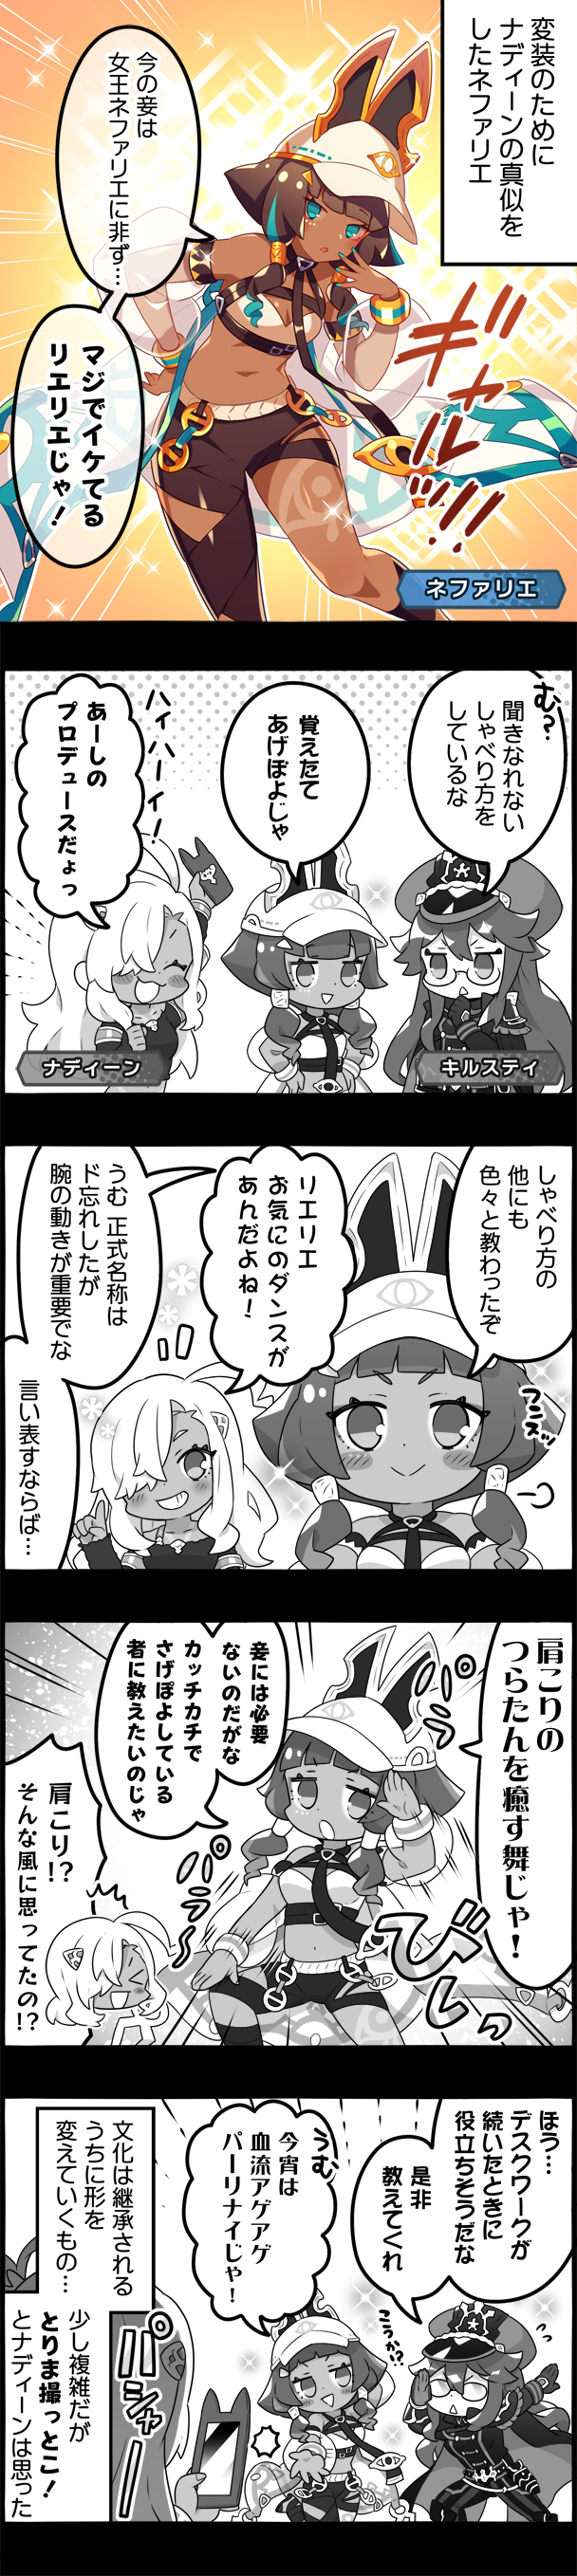 変装のために
ナディーンの真似を
したネファリエ
今の妾は
女王ネファリエに非ず…
マジでイケてる
リエリエじゃ！
ギャルッ!!
ネファリエ
む?
聞きなれない
しゃべり方を
しているな
覚えたて
あげぽよじゃ
ハイハーイ!
あーしの
プロデュースだょっ
ナディーン
キルスティ
しゃべり方の
他にも
色々と教わったぞ
フンスッ
リエリエ
お気にのダンスが
あんだよね！
うむ 正式名称は
ド忘れしたが
腕の動きが重要でな
言い表すならば…
肩こりの
つらたんを癒す舞じゃ！
パラ
パラ〜
びしっ
妾には必要
ないのだがな
カッチカチで
さげぽよしている
者に教えたいのじゃ
肩こり!?
そんな風に思ってたの!?
ほう…
デスクワークが
続いたときに
役立ちそうだな
是非
教えてくれ
こうか!?
うむ
今宵は
血流アゲアゲ
パーリナイじゃ！
文化は継承される
うちに形を
変えていくもの…
パシャー
少し複雑だが
とりま撮っとこ！
とナディーンは思った